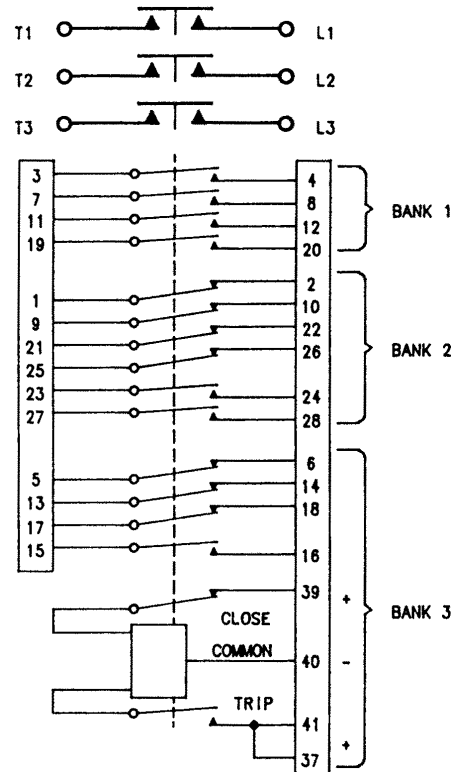 T1 L1
T2 L2
T3 L3
3 4
7 8
11 12
19 20
BANK 1
1 2
9 10
21 22
25 26
23 24
27 28
BANK 2
5 6
13 14
17 18
15 16
39 +
CLOSE
COMMON 40 -
TRIP 41
37 +
BANK 3